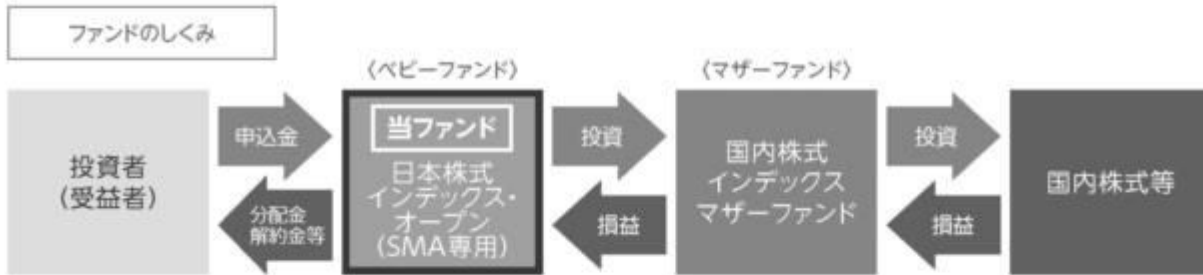 ファンドのしくみ
〈ベビーファンド〉
〈マザーファンド〉
投資者
(受益者)
申込金
分配金
解約金等
当ファンド
日本株式
インデックス・
オープン
(SMA専用)
投資
損益
国内株式
インデックス
マザーファンド
投資
損益
国内株式等